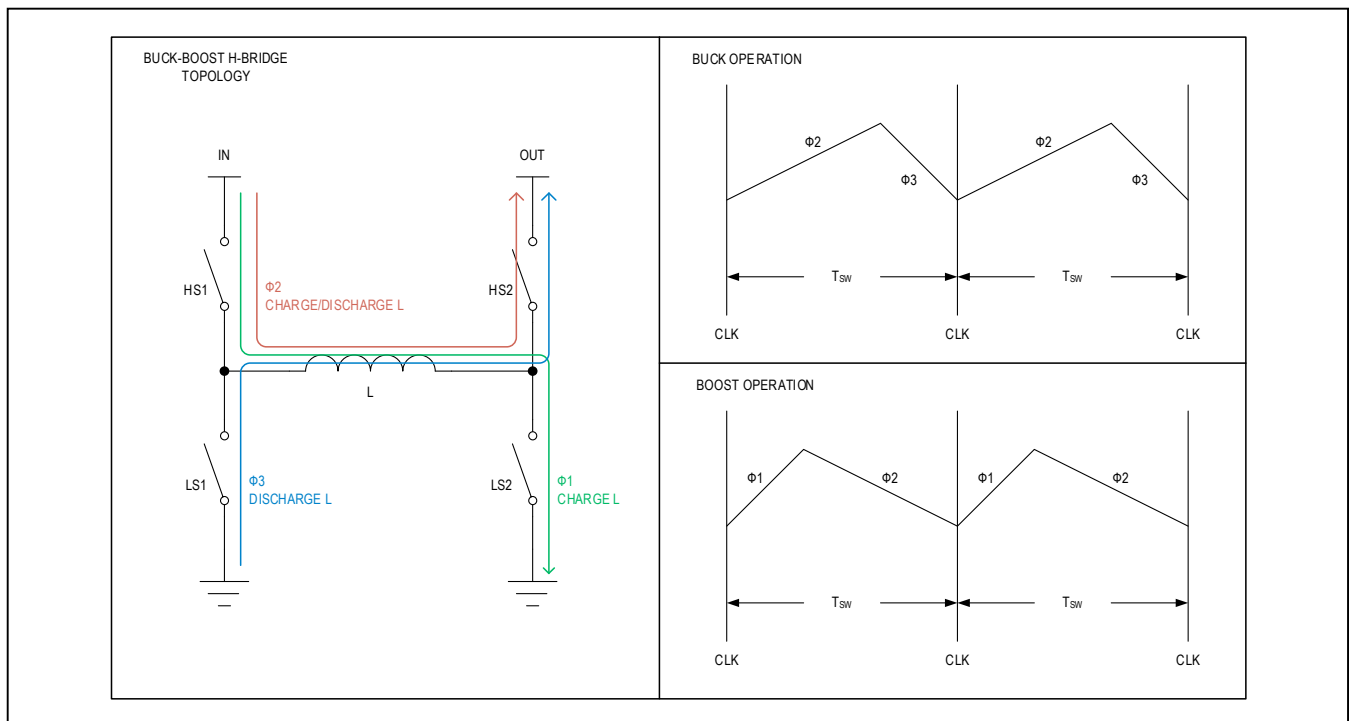 BUCK-BOOST H-BRIDGE
TOPOLOGY
IN
OUT
HS1
HS2
Φ2
CHARGE/DISCHARGE L
L
LS1
LS2
Φ3
DISCHARGE L
Φ1
CHARGE L
BUCK OPERATION
Φ2
Φ3
Φ2
Φ3
TSW
TSW
CLK
CLK
CLK
BOOST OPERATION
Φ1
Φ2
Φ1
Φ2
TSW
TSW
CLK
CLK
CLK